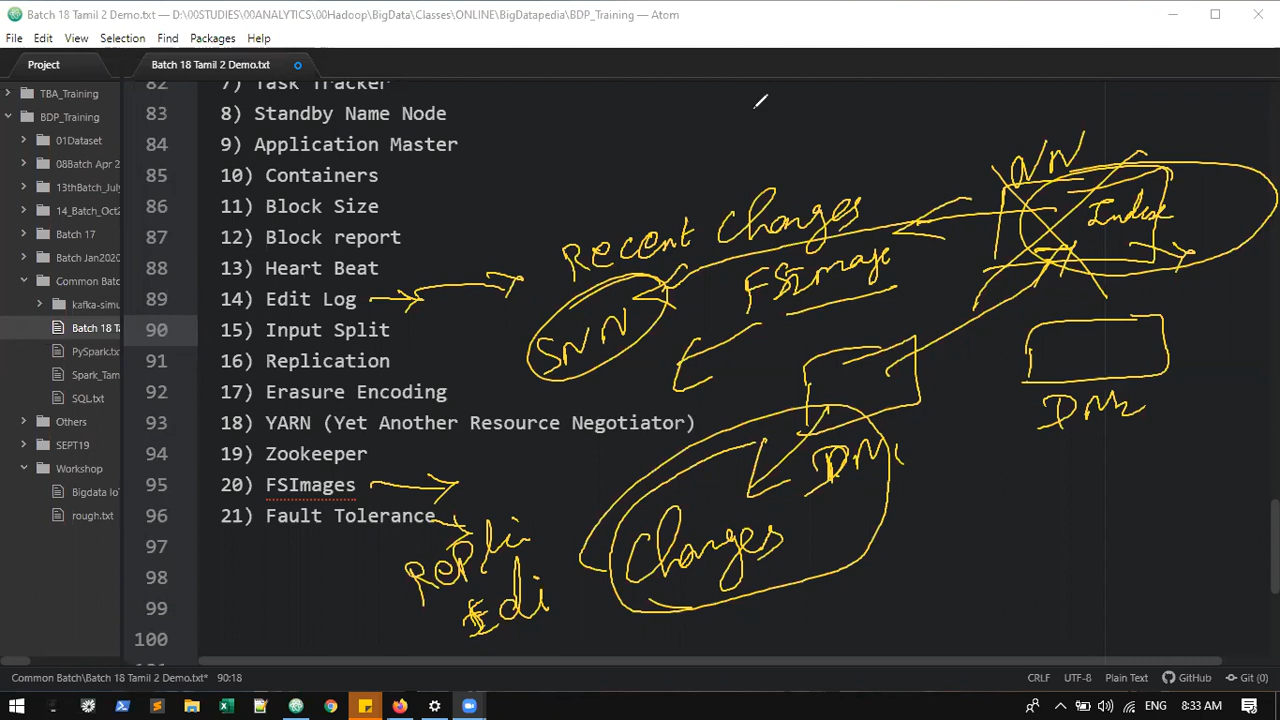 Batch 18 Tamil 2 Demo.txt — D:\00STUDIES\00ANALYTICS\00Hadoop\BigData\Classes\ONLINE\BigDatapedia\BDP_Training — Atom
File Edit View Selection Find Packages Help
Project
Batch 18 Tamil 2 Demo.txt
TBA_Training
BDP_Training
01Dataset
08Batch Apr 2
13thBatch_July
14_Batch_Oct2
Batch 17
Batch Jan2020
Common Batch
kafka-simu
Batch 18 Ta
PySpark.txt
Spark_Tam
SQL.txt
Others
SEPT19
Workshop
Bigdata Io
rough.txt
82 7) Task Tracker
83 8) Standby Name Node
84 9) Application Master
85 10) Containers
86 11) Block Size
87 12) Block report
88 13) Heart Beat
89 14) Edit Log
90 15) Input Split
91 16) Replication
92 17) Erasure Encoding
93 18) YARN (Yet Another Resource Negotiator)
94 19) Zookeeper
95 20) FSImages
96 21) Fault Tolerance
97
98
99
100
NN
Index
Recent Changes
FSImage
SNN
DN1
DN2
Changes
Repli
Edi
Common Batch\Batch 18 Tamil 2 Demo.txt* 90:18
CRLF UTF-8 Plain Text GitHub Git (0)
ENG 8:33 AM